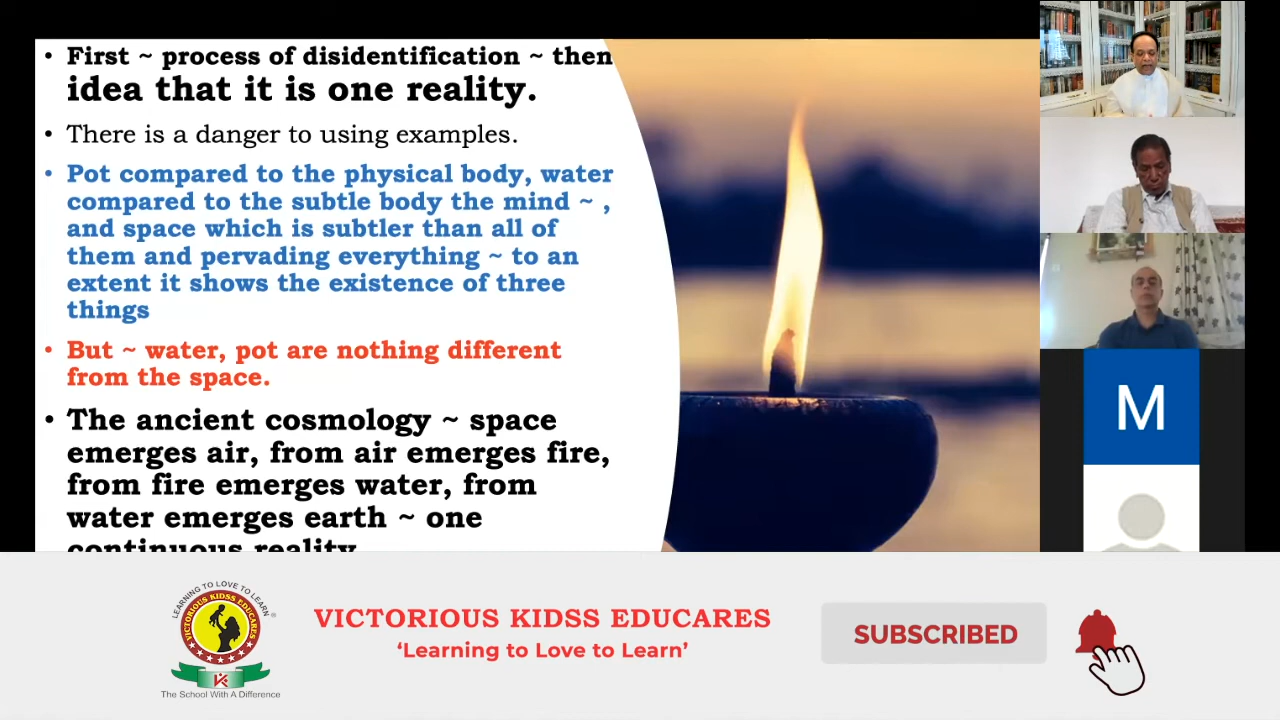 • First ~ process of disidentification ~ then
idea that it is one reality.
• There is a danger to using examples.
• Pot compared to the physical body, water
compared to the subtle body the mind ~ ,
and space which is subtler than all of
them and pervading everything ~ to an
extent it shows the existence of three
things
• But ~ water, pot are nothing different
from the space.
• The ancient cosmology ~ space
emerges air, from air emerges fire,
from fire emerges water, from
water emerges earth ~ one
continuous reality
M
LEARNING TO LOVE TO LEARN
®
VICTORIOUS KIDSS EDUCARES
The School With A Difference
VICTORIOUS KIDSS EDUCARES
‘Learning to Love to Learn’
SUBSCRIBED